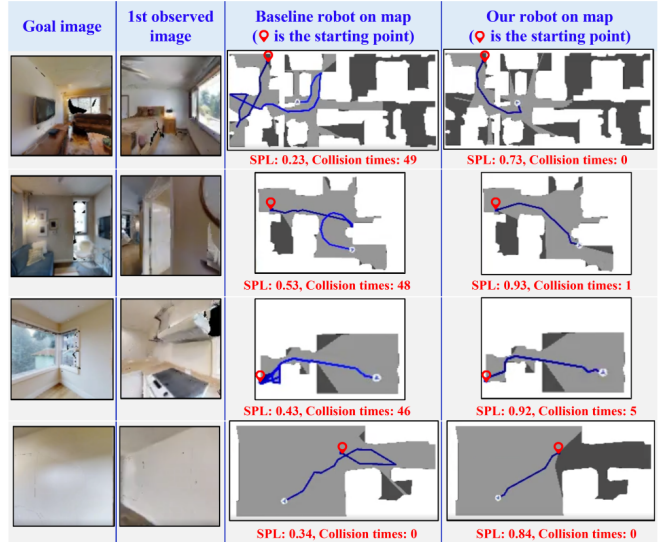 Goal image
1st observed
image
Baseline robot on map
( is the starting point)
Our robot on map
( is the starting point)
SPL: 0.23, Collision times: 49
SPL: 0.73, Collision times: 0
SPL: 0.53, Collision times: 48
SPL: 0.93, Collision times: 1
SPL: 0.43, Collision times: 46
SPL: 0.92, Collision times: 5
SPL: 0.34, Collision times: 0
SPL: 0.84, Collision times: 0